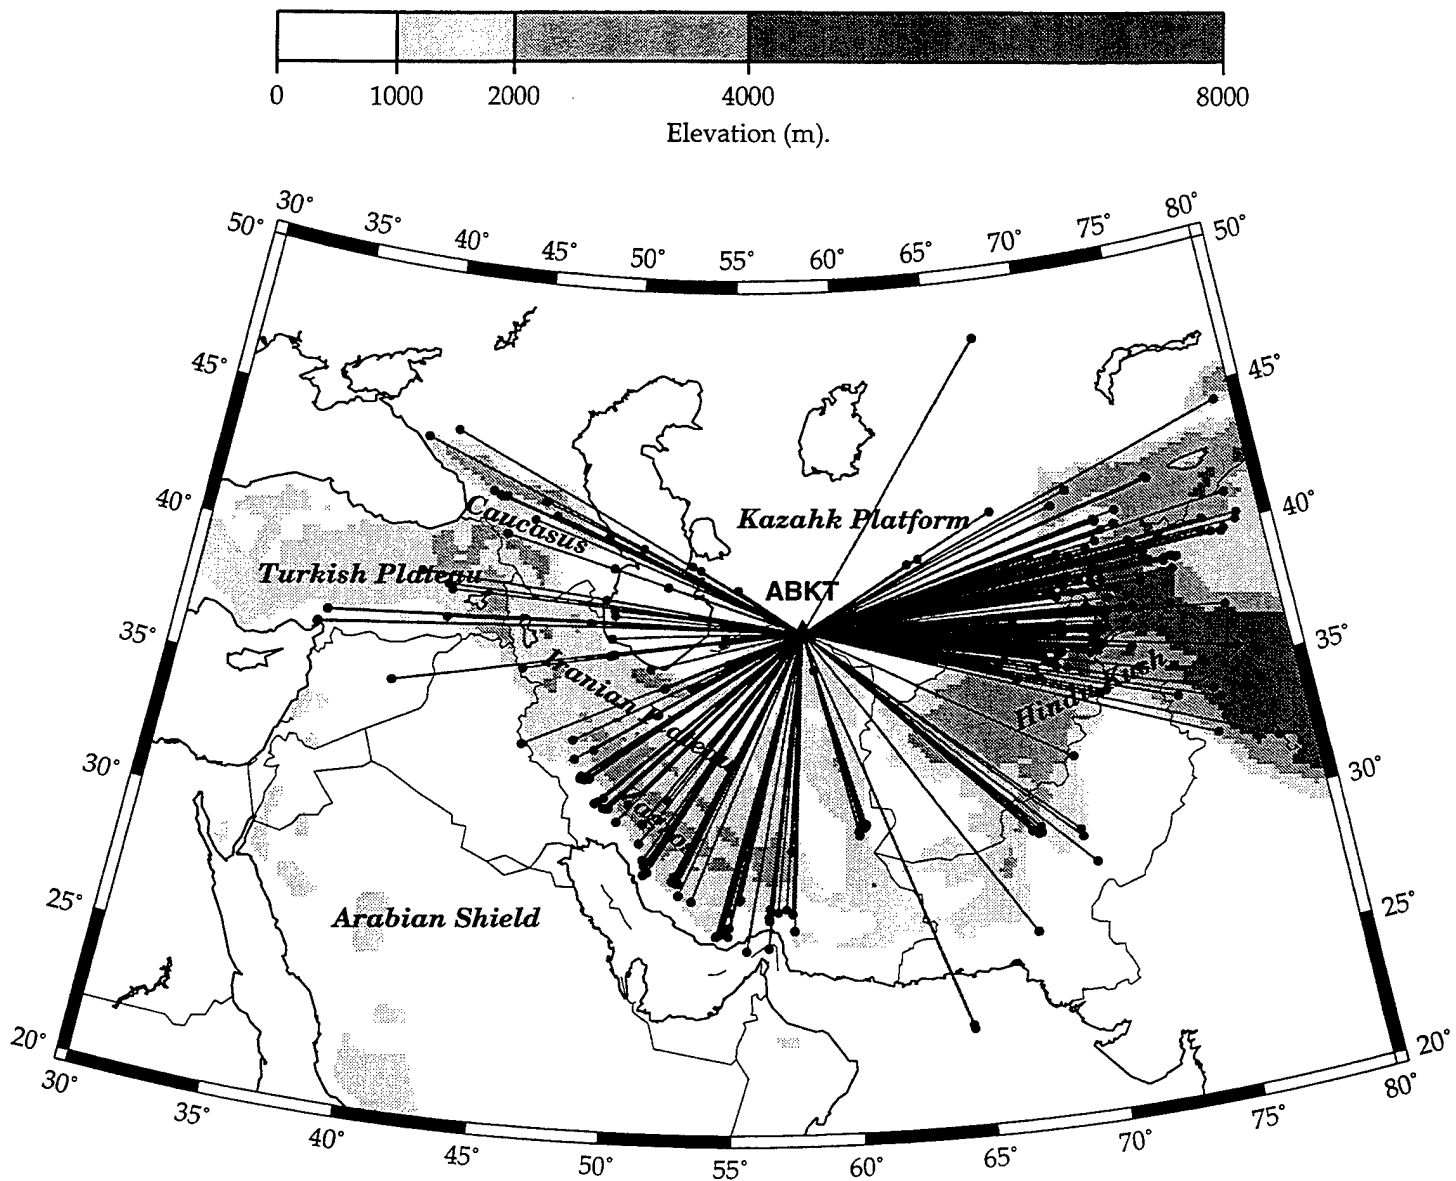 0 1000 2000 4000 8000
Elevation (m).
30° 35° 40° 45° 50° 55° 60° 65° 70° 75° 80°
50° 50°
45° 45°
40° 40°
35° 35°
30° 30°
25° 25°
20° 20°
Caucasus
Kazahk Platform
Turkish Plateau
ABKT
Iranian Plateau
Hindu Kush
Zagros
Arabian Shield
30° 35° 40° 45° 50° 55° 60° 65° 70° 75° 80°